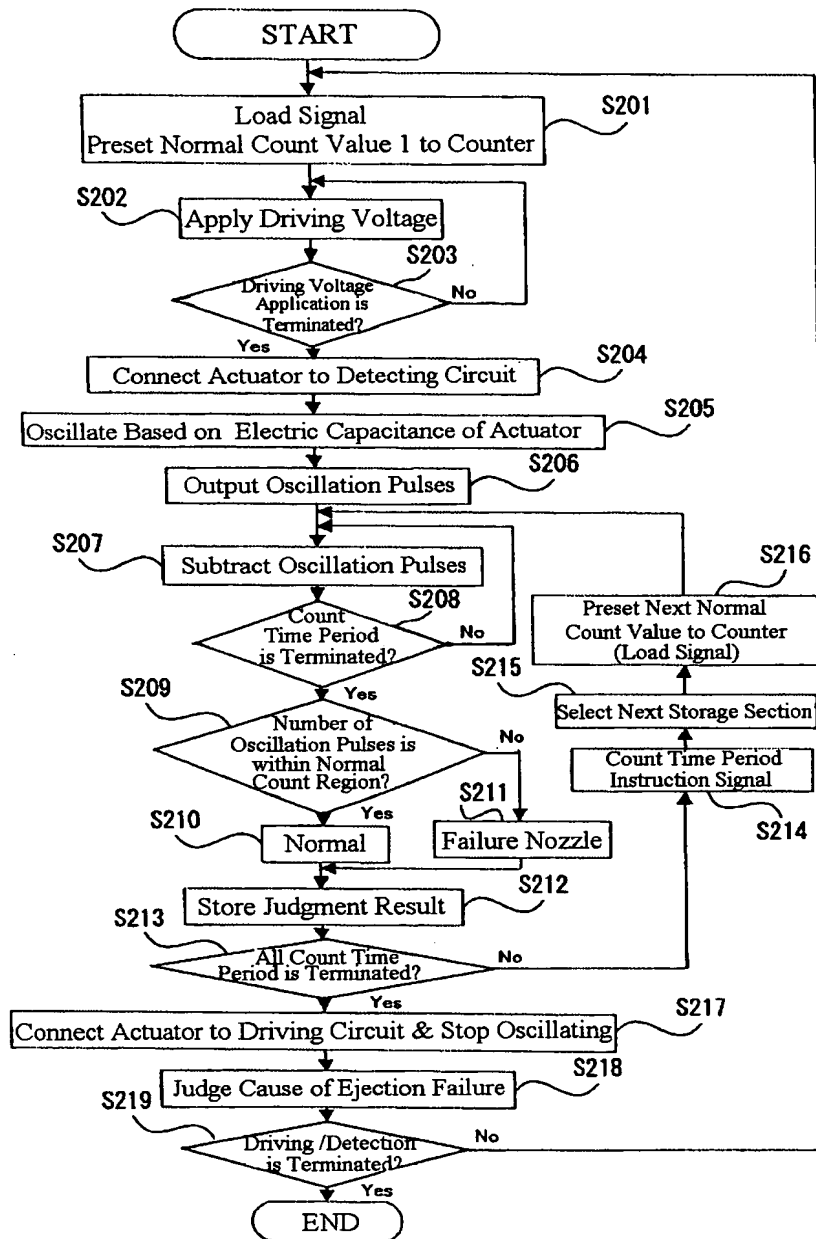 START
S201
Load Signal
Preset Normal Count Value 1 to Counter
S202
Apply Driving Voltage
S203
Driving Voltage
Application is
Terminated?
No
Yes
S204
Connect Actuator to Detecting Circuit
S205
Oscillate Based on Electric Capacitance of Actuator
S206
Output Oscillation Pulses
S207
Subtract Oscillation Pulses
S208
Count
Time Period
is Terminated?
No
Yes
S216
Preset Next Normal
Count Value to Counter
(Load Signal)
S215
Select Next Storage Section
Count Time Period
Instruction Signal
S214
S209
Number of
Oscillation Pulses is
within Normal
Count Region?
No
Yes
S210
Normal
S211
Failure Nozzle
S212
Store Judgment Result
S213
All Count Time
Period is Terminated?
No
Yes
S217
Connect Actuator to Driving Circuit & Stop Oscillating
S218
Judge Cause of Ejection Failure
S219
Driving /Detection
is Terminated?
No
Yes
END